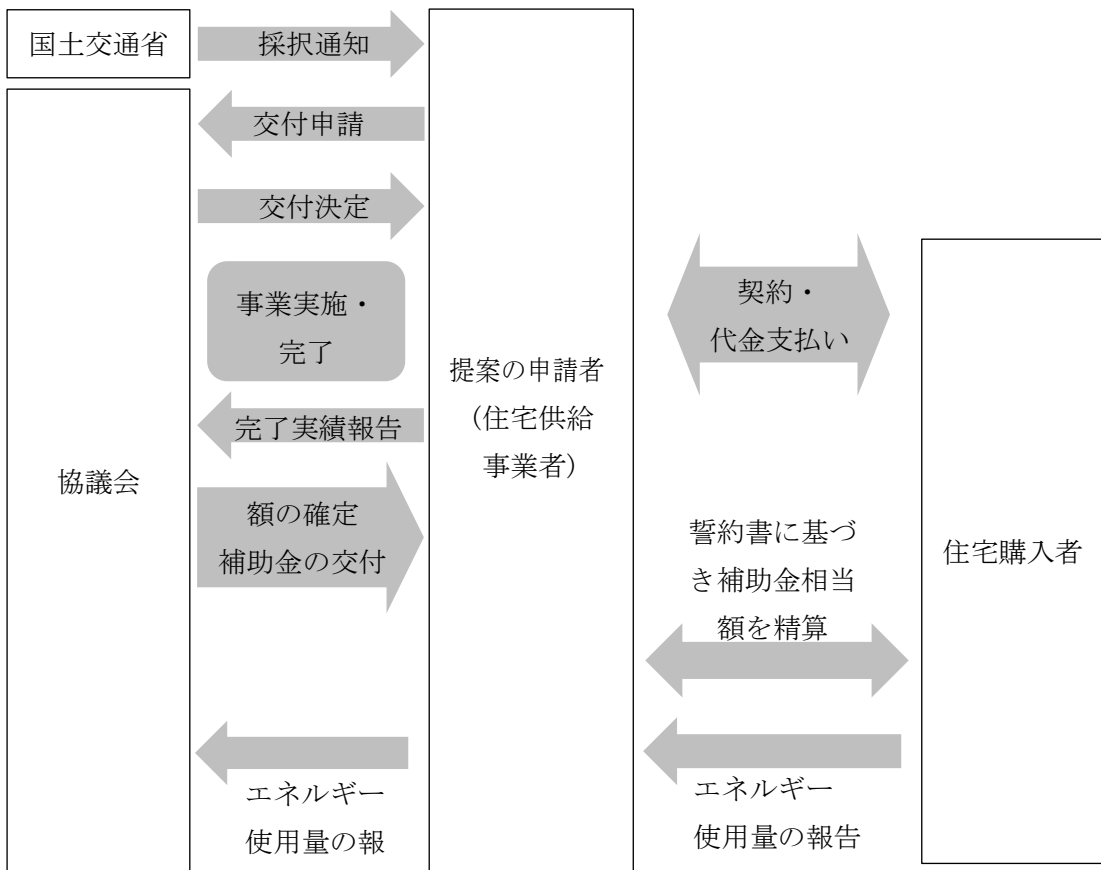 国土交通省
採択通知
交付申請
交付決定
事業実施・
完了
完了実績報告
額の確定
補助金の交付
エネルギー
使用量の報
協議会
提案の申請者
(住宅供給
事業者)
契約・
代金支払い
誓約書に基づ
き補助金相当
額を精算
エネルギー
使用量の報告
住宅購入者